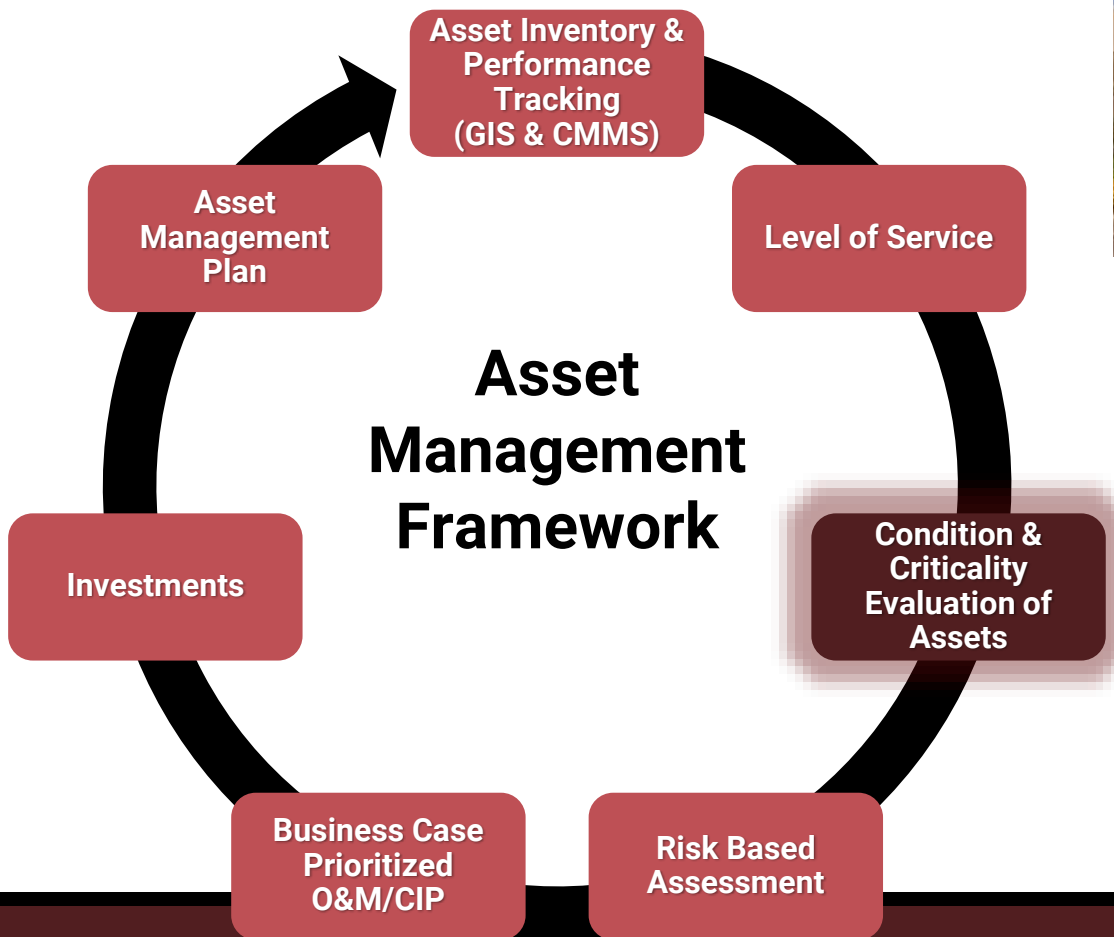 Asset Inventory &
Performance
Tracking
(GIS & CMMS)
Level of Service
Condition &
Criticality
Evaluation of
Assets
Risk Based
Assessment
Business Case
Prioritized
O&M/CIP
Investments
Asset
Management
Plan
Asset
Management
Framework